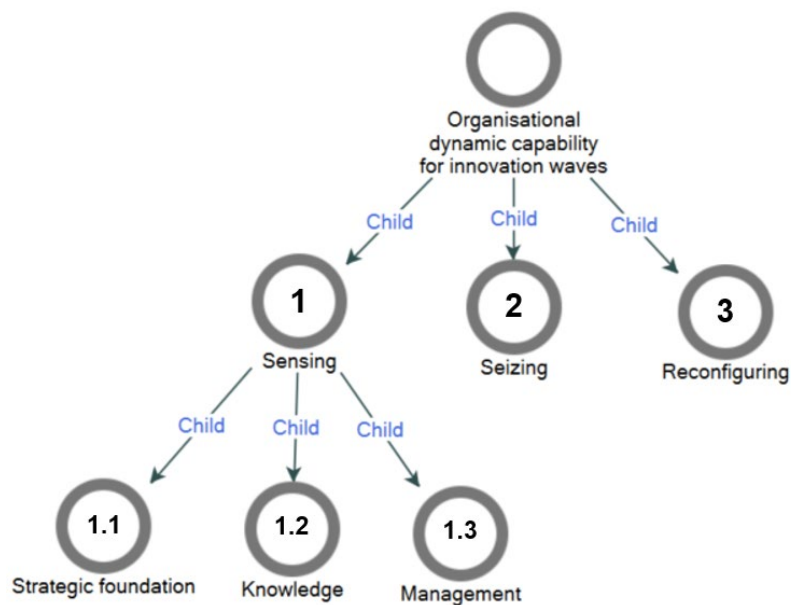 Organisational
dynamic capability
for innovation waves
Child
Child
Child
1
2
3
Sensing
Seizing
Reconfiguring
Child
Child
Child
1.1
1.2
1.3
Strategic foundation
Knowledge
Management